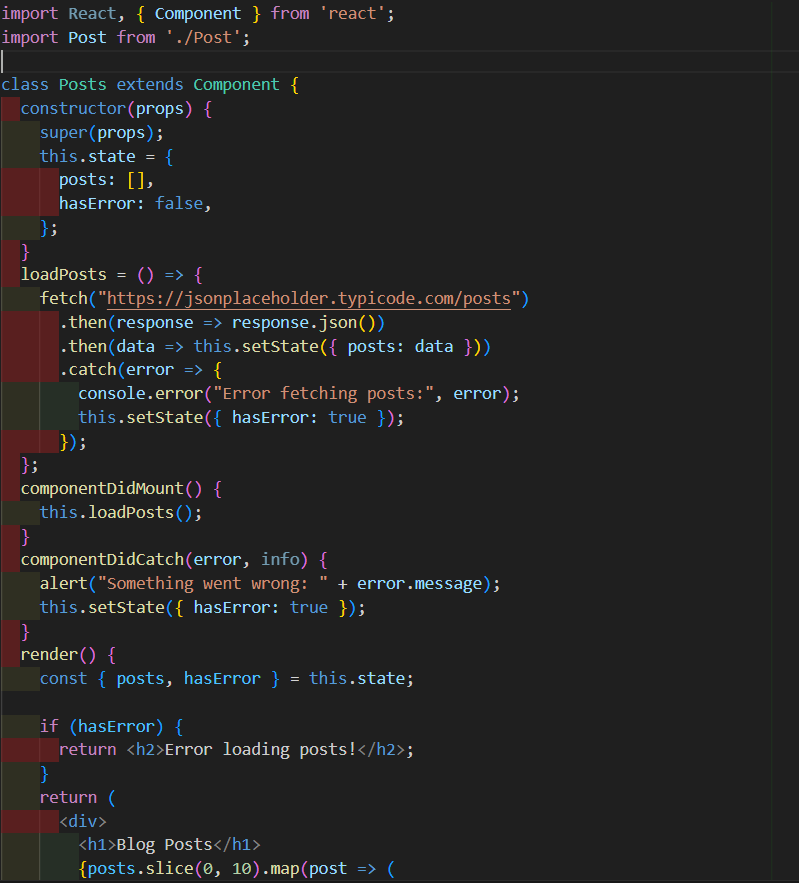 import React, { Component } from 'react';
import Post from './Post';

class Posts extends Component {
  constructor(props) {
    super(props);
    this.state = {
      posts: [],
      hasError: false,
    };
  }
  loadPosts = () => {
    fetch("https://jsonplaceholder.typicode.com/posts")
      .then(response => response.json())
      .then(data => this.setState({ posts: data }))
      .catch(error => {
        console.error("Error fetching posts:", error);
        this.setState({ hasError: true });
      });
  };
  componentDidMount() {
    this.loadPosts();
  }
  componentDidCatch(error, info) {
    alert("Something went wrong: " + error.message);
    this.setState({ hasError: true });
  }
  render() {
    const { posts, hasError } = this.state;

    if (hasError) {
      return <h2>Error loading posts!</h2>;
    }
    return (
      <div>
        <h1>Blog Posts</h1>
        {posts.slice(0, 10).map(post => (